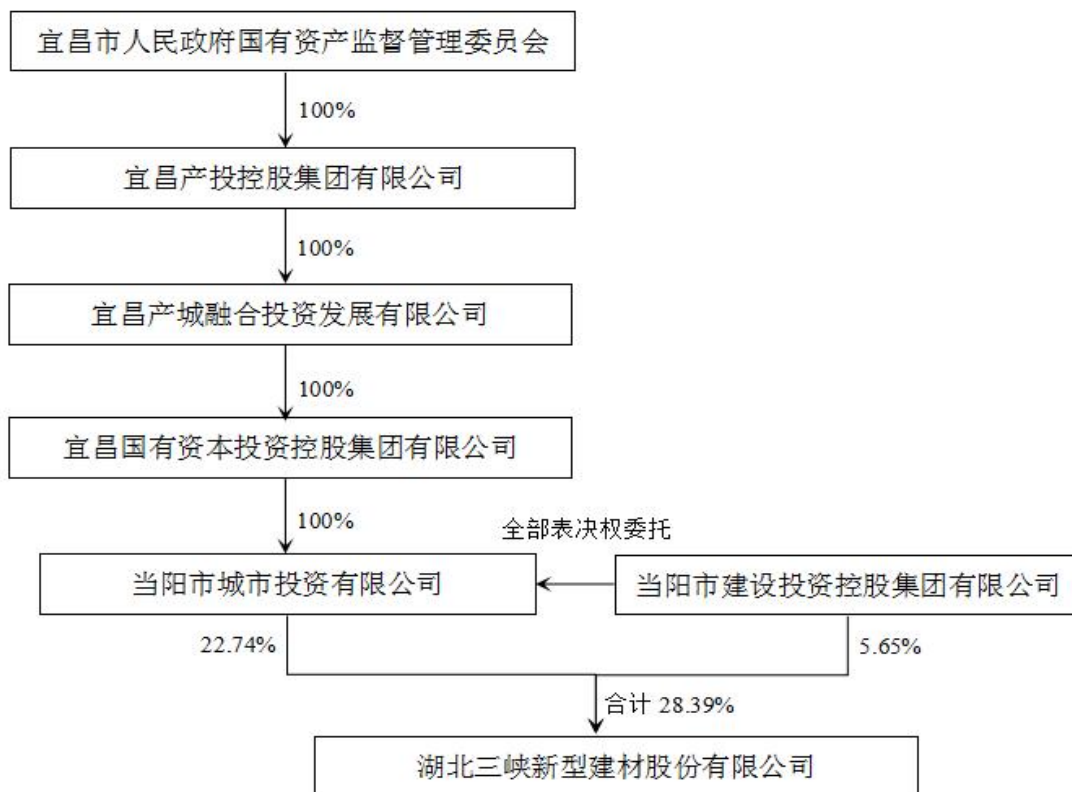 宜昌市人民政府国有资产监督管理委员会
100%
宜昌产投控股集团有限公司
100%
宜昌产城融合投资发展有限公司
100%
宜昌国有资本投资控股集团有限公司
100%
全部表决权委托
当阳市城市投资有限公司
当阳市建设投资控股集团有限公司
22.74%
5.65%
合计 28.39%
湖北三峡新型建材股份有限公司